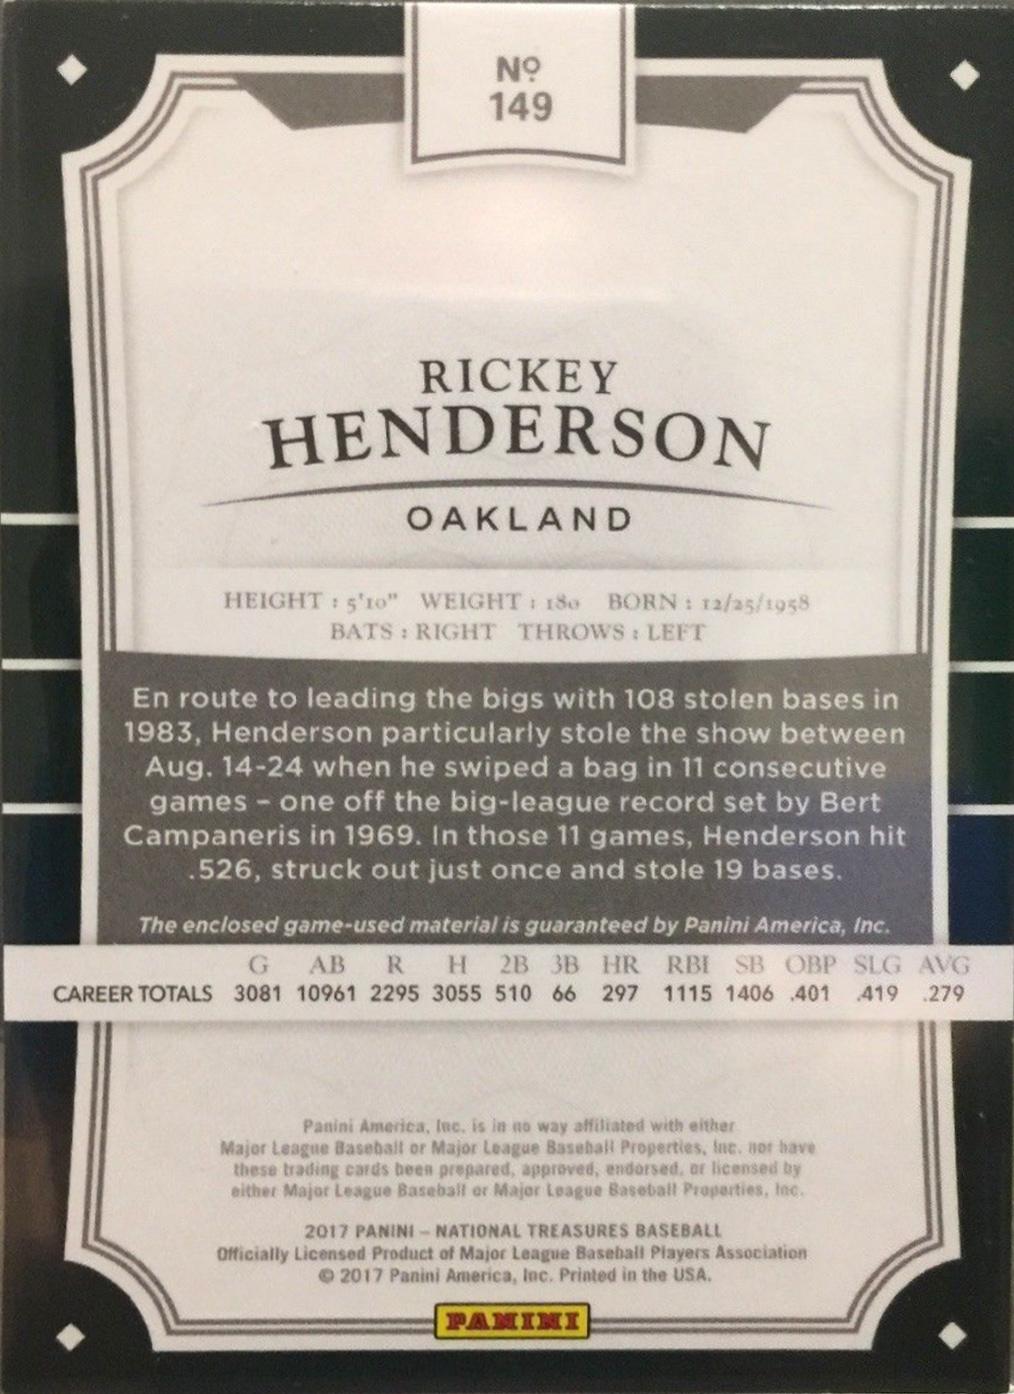 Nº
149
RICKEY
HENDERSON
OAKLAND
HEIGHT : 5'10" WEIGHT : 180 BORN : 12/25/1958
BATS : RIGHT THROWS : LEFT
En route to leading the bigs with 108 stolen bases in
1983, Henderson particularly stole the show between
Aug. 14-24 when he swiped a bag in 11 consecutive
games – one off the big-league record set by Bert
Campaneris in 1969. In those 11 games, Henderson hit
.526, struck out just once and stole 19 bases.
The enclosed game-used material is guaranteed by Panini America, Inc.
G AB R H 2B 3B HR RBI SB OBP SLG AVG
CAREER TOTALS 3081 10961 2295 3055 510 66 297 1115 1406 .401 .419 .279
Panini America, Inc. is in no way affiliated with either
Major League Baseball or Major League Baseball Properties, Inc. nor have
these trading cards been prepared, approved, endorsed, or licensed by
either Major League Baseball or Major League Baseball Properties, Inc.
2017 PANINI – NATIONAL TREASURES BASEBALL
Officially Licensed Product of Major League Baseball Players Association
© 2017 Panini America, Inc. Printed in the USA.
PANINI